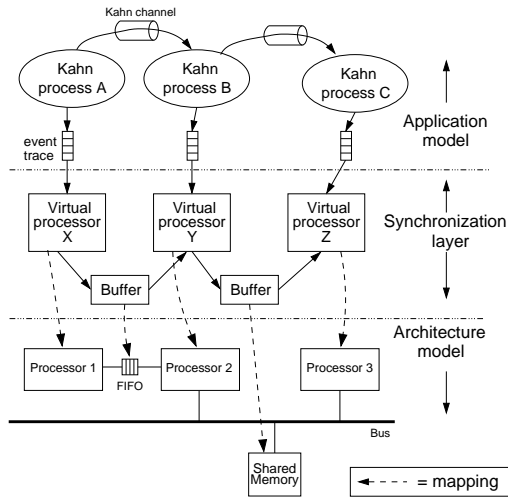 Kahn channel
Kahn
process A
Kahn
process B
Kahn
process C
event
trace
Application
model
Virtual
processor
X
Virtual
processor
Y
Virtual
processor
Z
Synchronization
layer
Buffer
Buffer
Architecture
model
Processor 1
FIFO
Processor 2
Processor 3
Bus
Shared
Memory
= mapping